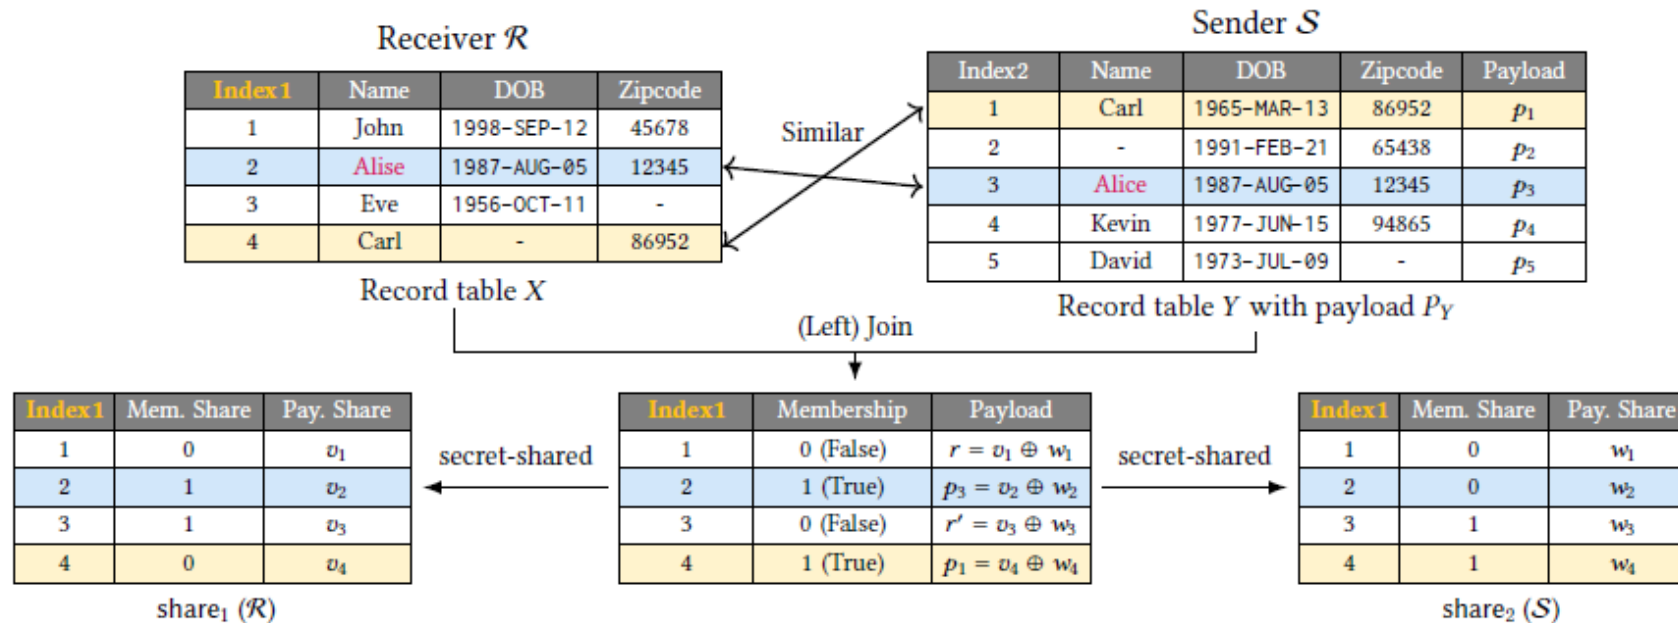 Receiver ℛ
Index1 Name DOB Zipcode
1 John 1998-SEP-12 45678
2 Alise 1987-AUG-05 12345
3 Eve 1956-OCT-11 -
4 Carl - 86952
Record table X
Similar
Sender 𝒮
Index2 Name DOB Zipcode Payload
1 Carl 1965-MAR-13 86952 p₁
2 - 1991-FEB-21 65438 p₂
3 Alice 1987-AUG-05 12345 p₃
4 Kevin 1977-JUN-15 94865 p₄
5 David 1973-JUL-09 - p₅
Record table Y with payload P_Y
(Left) Join
Index1 Mem. Share Pay. Share
1 0 v₁
2 1 v₂
3 1 v₃
4 0 v₄
share₁ (ℛ)
secret-shared
Index1 Membership Payload
1 0 (False) r = v₁ ⊕ w₁
2 1 (True) p₃ = v₂ ⊕ w₂
3 0 (False) r′ = v₃ ⊕ w₃
4 1 (True) p₁ = v₄ ⊕ w₄
secret-shared
Index1 Mem. Share Pay. Share
1 0 w₁
2 0 w₂
3 1 w₃
4 1 w₄
share₂ (𝒮)